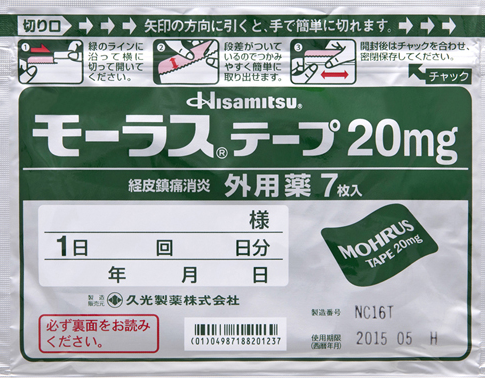 切り口
矢印の方向に引くと、手で簡単に切れます。
1
緑のラインに
沿って横に
切って開いて
ください。
2
段差がついて
いるのでつかみ
やすく簡単に
取り出せます。
3
開封後はチャックを合わせ、
密閉保存してください。
チャック
HISAMITSU®
モーラス®テープ20mg
経皮鎮痛消炎 外用薬 7枚入
様
1日 回 日分
年 月 日
MOHRUS
TAPE 20mg
製造
販売元 久光製薬株式会社
必ず裏面をお読み
ください。
(01)04987188201237
製造番号 NC16T
使用期限
(西暦年月) 2015 05 H